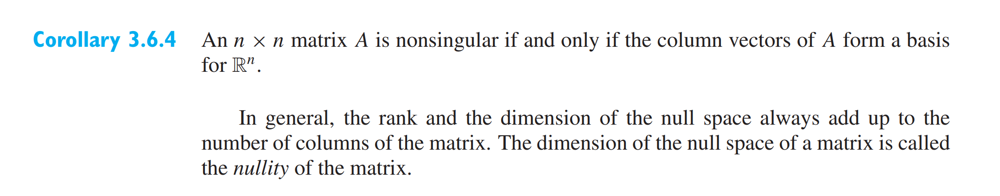 Corollary 3.6.4 An n × n matrix A is nonsingular if and only if the column vectors of A form a basis
for ℝⁿ.
In general, the rank and the dimension of the null space always add up to the
number of columns of the matrix. The dimension of the null space of a matrix is called
the nullity of the matrix.